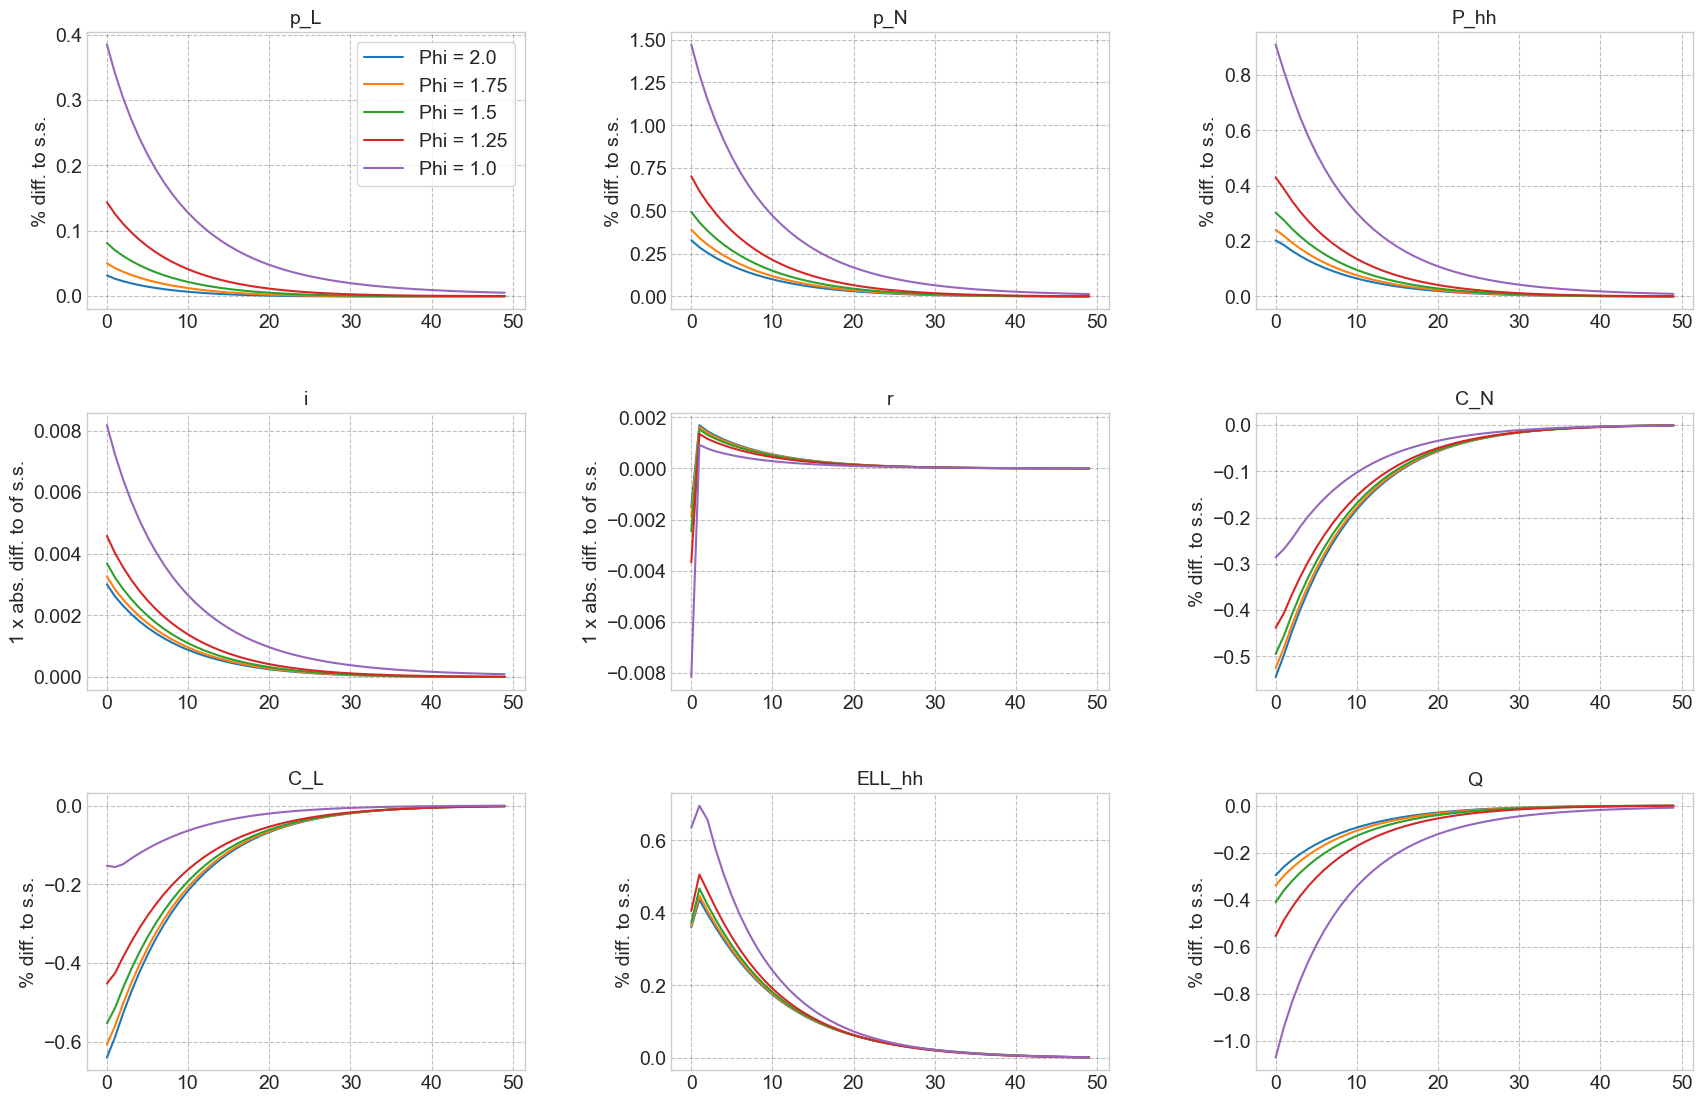 p_L
0.4
0.3
0.2
0.1
0.0
% diff. to s.s.
Phi = 2.0
Phi = 1.75
Phi = 1.5
Phi = 1.25
Phi = 1.0
0 10 20 30 40 50
p_N
1.50
1.25
1.00
0.75
0.50
0.25
0.00
% diff. to s.s.
0 10 20 30 40 50
P_hh
0.8
0.6
0.4
0.2
0.0
% diff. to s.s.
0 10 20 30 40 50
i
0.008
0.006
0.004
0.002
0.000
1 x abs. diff. to of s.s.
0 10 20 30 40 50
r
0.002
0.000
−0.002
−0.004
−0.006
−0.008
1 x abs. diff. to of s.s.
0 10 20 30 40 50
C_N
0.0
−0.1
−0.2
−0.3
−0.4
−0.5
% diff. to s.s.
0 10 20 30 40 50
C_L
0.0
−0.2
−0.4
−0.6
% diff. to s.s.
0 10 20 30 40 50
ELL_hh
0.6
0.4
0.2
0.0
% diff. to s.s.
0 10 20 30 40 50
Q
0.0
−0.2
−0.4
−0.6
−0.8
−1.0
% diff. to s.s.
0 10 20 30 40 50